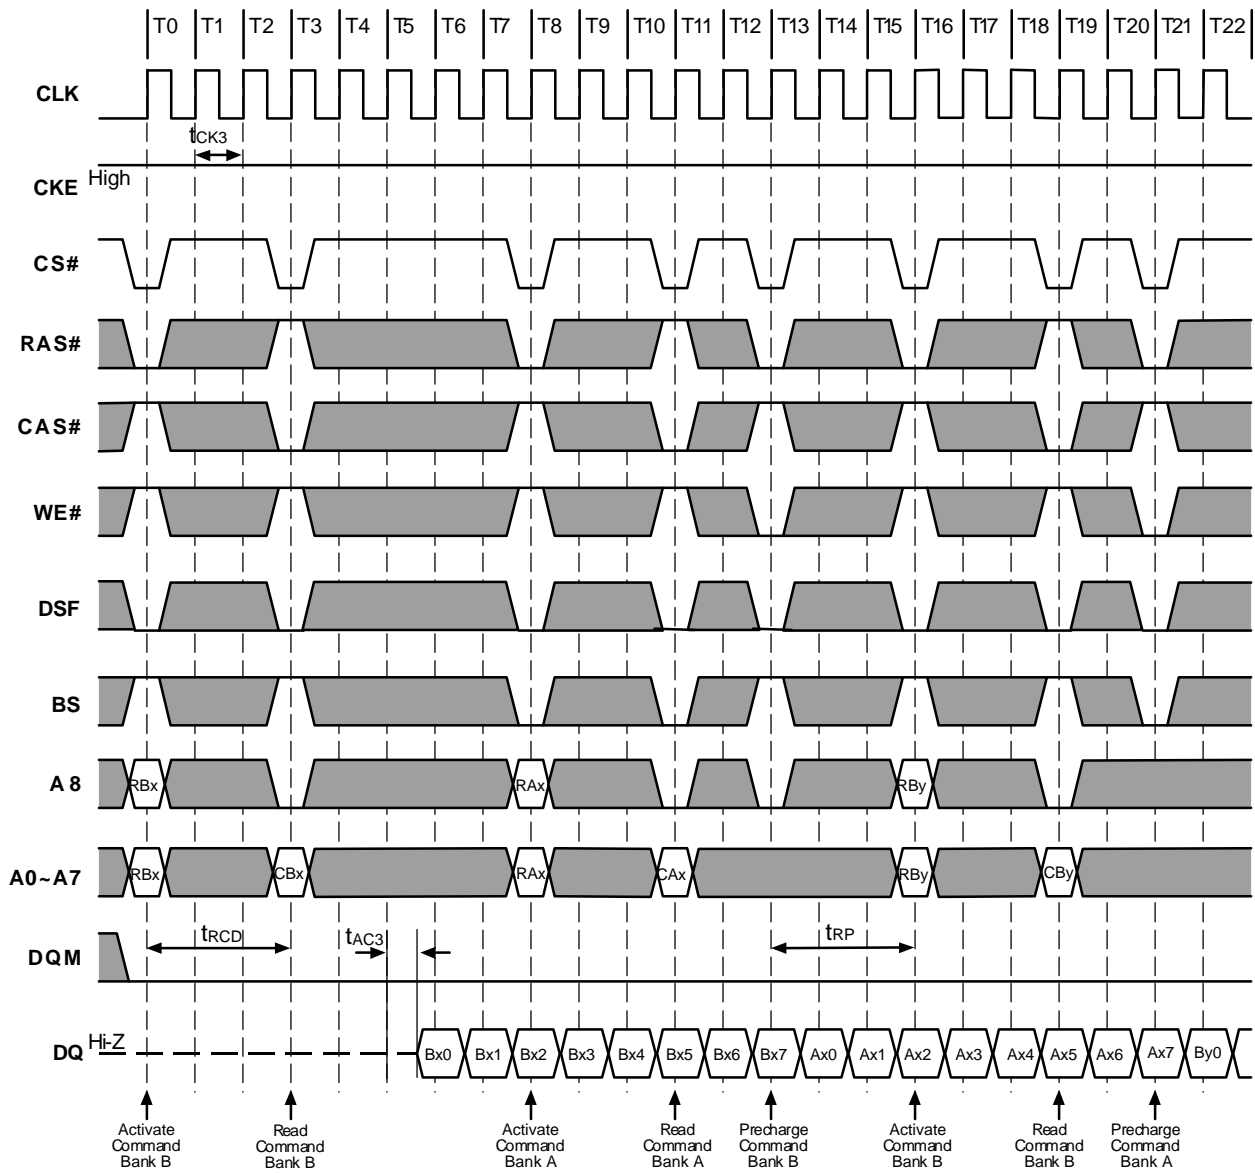 T0 T1 T2 T3 T4 T5 T6 T7 T8 T9 T10 T11 T12 T13 T14 T15 T16 T17 T18 T19 T20 T21 T22
CLK
tCK3
High
CKE
CS#
RAS#
CAS#
WE#
DSF
BS
A8 RBx RAx RBy
A0~A7 RBx CBx RAx CAx RBy CBy
tRCD tAC3 tRP
DQM
Hi-Z
DQ Bx0 Bx1 Bx2 Bx3 Bx4 Bx5 Bx6 Bx7 Ax0 Ax1 Ax2 Ax3 Ax4 Ax5 Ax6 Ax7 By0
Activate
Command
Bank B
Read
Command
Bank B
Activate
Command
Bank A
Read
Command
Bank A
Precharge
Command
Bank B
Activate
Command
Bank B
Read
Command
Bank B
Precharge
Command
Bank A